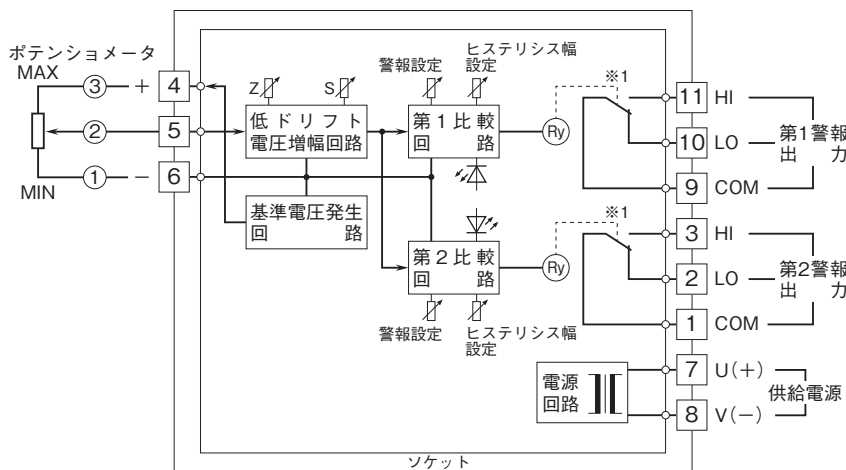 ポテンショメータ
MAX
③
+
4
②
5
MIN
①
−
6
Z
S
低ドリフト
電圧増幅回路
基準電圧発生
回路
警報設定
ヒステリシス幅
設定
第1比較
回路
Ry
※1
第2比較
回路
Ry
※1
警報設定
ヒステリシス幅
設定
11 HI
10 LO
9 COM
第1警報
出力
3 HI
2 LO
1 COM
第2警報
出力
電源
回路
7 U(+)
8 V(−)
供給電源
ソケット